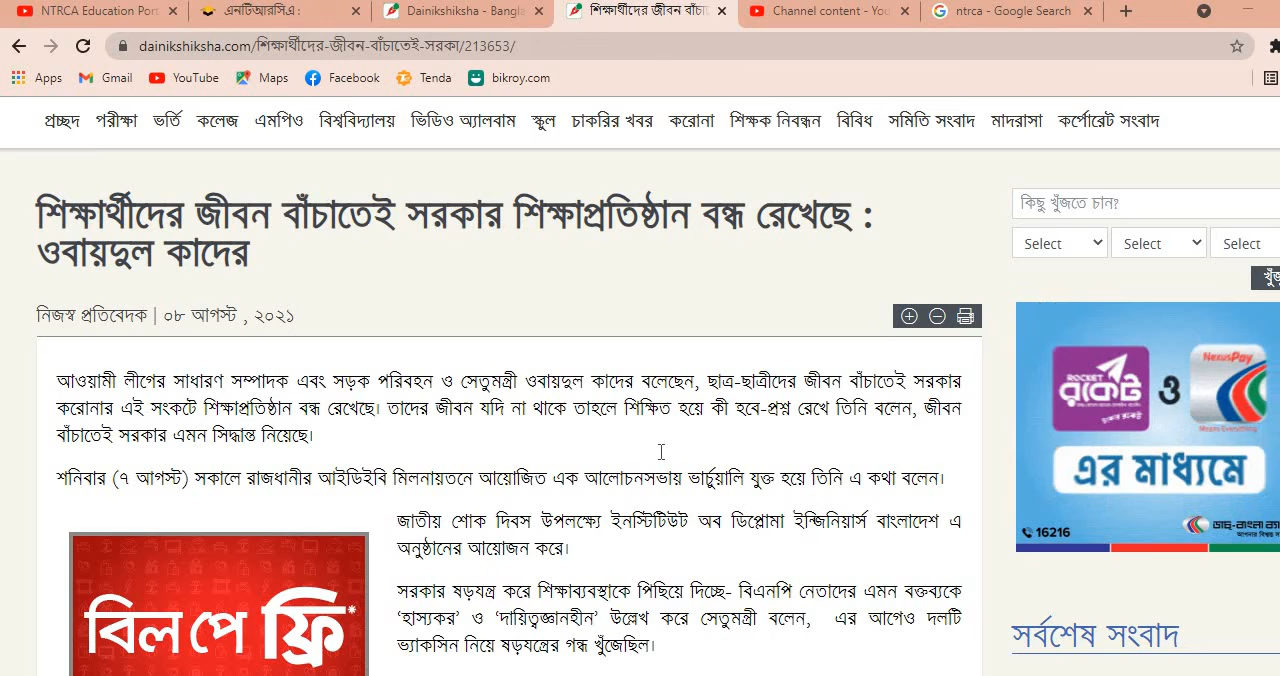 NTRCA Education Port
এনটিআরসিএ :
Dainikshiksha - Bangla
শিক্ষার্থীদের জীবন বাঁচা
Channel content - You
ntrca - Google Search
dainikshiksha.com/শিক্ষার্থীদের-জীবন-বাঁচাতেই-সরকা/213653/
Apps Gmail YouTube Maps Facebook Tenda bikroy.com
প্রচ্ছদ পরীক্ষা ভর্তি কলেজ এমপিও বিশ্ববিদ্যালয় ভিডিও অ্যালবাম স্কুল চাকরির খবর করোনা শিক্ষক নিবন্ধন বিবিধ সমিতি সংবাদ মাদরাসা কর্পোরেট সংবাদ
শিক্ষার্থীদের জীবন বাঁচাতেই সরকার শিক্ষাপ্রতিষ্ঠান বন্ধ রেখেছে :
ওবায়দুল কাদের
কিছু খুঁজতে চান?
Select Select Select
নিজস্ব প্রতিবেদক | ০৮ আগস্ট , ২০২১
আওয়ামী লীগের সাধারণ সম্পাদক এবং সড়ক পরিবহন ও সেতুমন্ত্রী ওবায়দুল কাদের বলেছেন, ছাত্র-ছাত্রীদের জীবন বাঁচাতেই সরকার
করোনার এই সংকটে শিক্ষাপ্রতিষ্ঠান বন্ধ রেখেছে। তাদের জীবন যদি না থাকে তাহলে শিক্ষিত হয়ে কী হবে-প্রশ্ন রেখে তিনি বলেন, জীবন
বাঁচাতেই সরকার এমন সিদ্ধান্ত নিয়েছে।
শনিবার (৭ আগস্ট) সকালে রাজধানীর আইডিইবি মিলনায়তনে আয়োজিত এক আলোচনসভায় ভার্চুয়ালি যুক্ত হয়ে তিনি এ কথা বলেন।
জাতীয় শোক দিবস উপলক্ষ্যে ইনস্টিটিউট অব ডিপ্লোমা ইন্জিনিয়ার্স বাংলাদেশ এ
অনুষ্ঠানের আয়োজন করে।
সরকার ষড়যন্ত্র করে শিক্ষাব্যবস্থাকে পিছিয়ে দিচ্ছে- বিএনপি নেতাদের এমন বক্তব্যকে
‘হাস্যকর’ ও ‘দায়িত্বজ্ঞানহীন’ উল্লেখ করে সেতুমন্ত্রী বলেন, এর আগেও দলটি
ভ্যাকসিন নিয়ে ষড়যন্ত্রের গন্ধ খুঁজেছিল।
বিল পে ফ্রি*
ROCKET
রকেট
ও
NexusPay
Means Everything
এর মাধ্যমে
16216
ডাচ্-বাংলা
সর্বশেষ সংবাদ